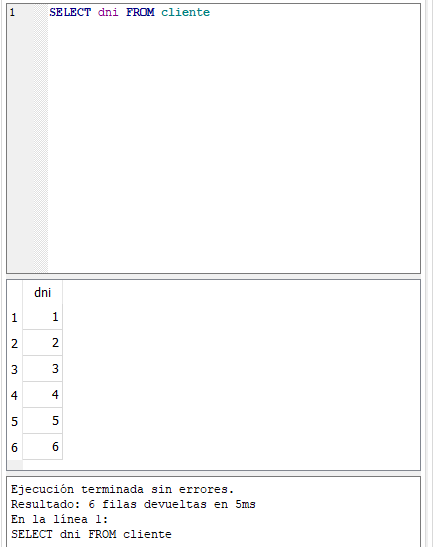 1 SELECT dni FROM cliente
dni
1 1
2 2
3 3
4 4
5 5
6 6
Ejecución terminada sin errores.
Resultado: 6 filas devueltas en 5ms
En la línea 1:
SELECT dni FROM cliente